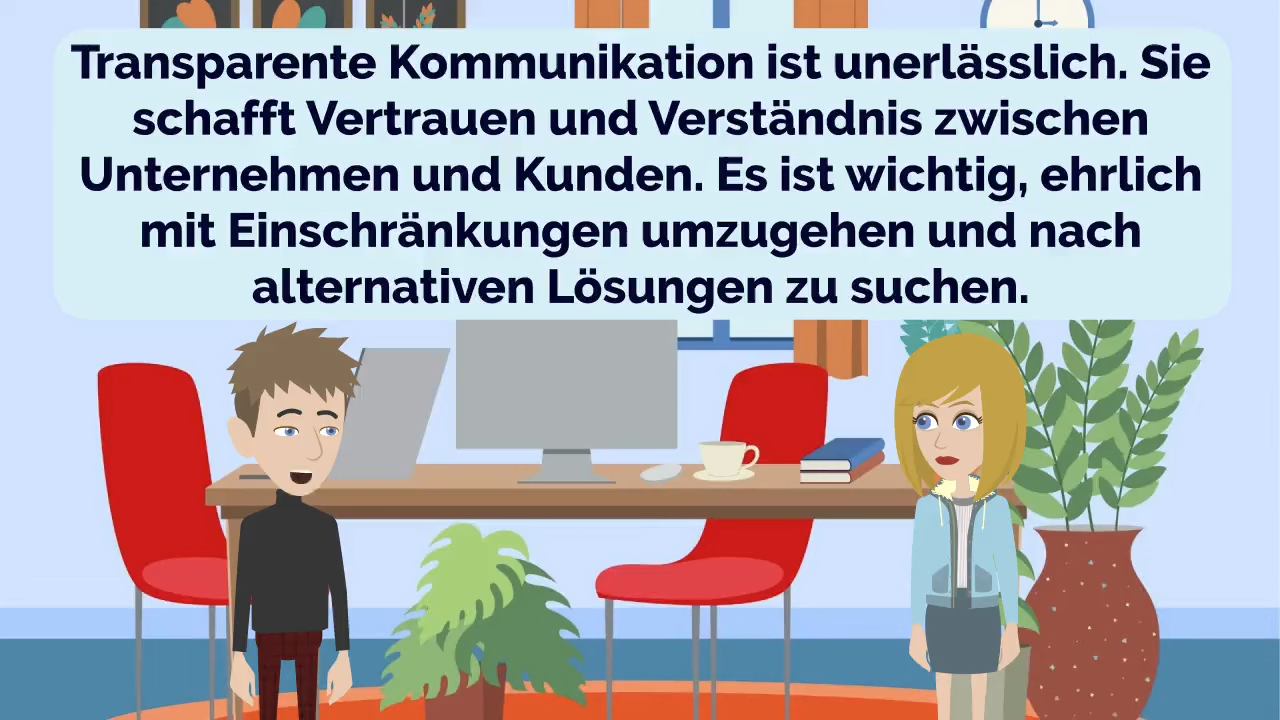 Transparente Kommunikation ist unerlässlich. Sie
schafft Vertrauen und Verständnis zwischen
Unternehmen und Kunden. Es ist wichtig, ehrlich
mit Einschränkungen umzugehen und nach
alternativen Lösungen zu suchen.